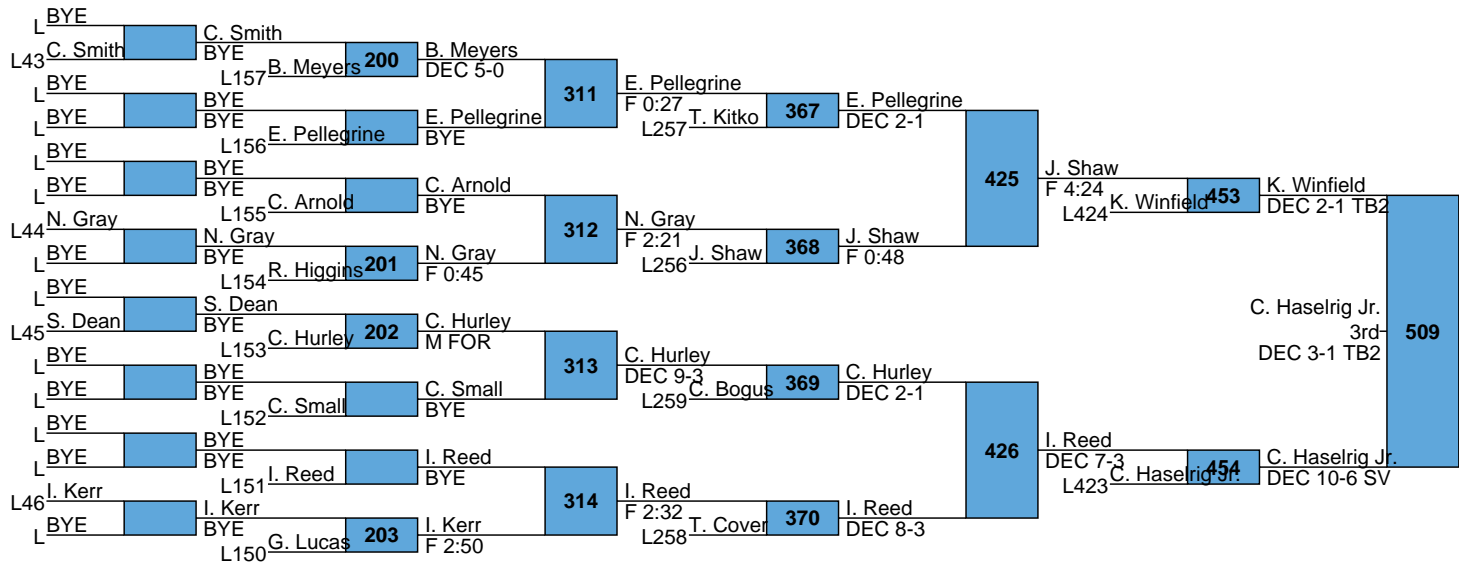 BYE
L
C. Smith
L43
C. Smith
BYE
L157
B. Meyers
200
B. Meyers
DEC 5-0
BYE
L
BYE
L
BYE
BYE
L156
E. Pellegrine
E. Pellegrine
BYE
311
E. Pellegrine
F 0:27
L257
T. Kitko
367
E. Pellegrine
DEC 2-1
BYE
L
BYE
L
BYE
BYE
L155
C. Arnold
C. Arnold
BYE
L44
N. Gray
BYE
L
N. Gray
BYE
L154
R. Higgins
201
N. Gray
F 0:45
312
N. Gray
F 2:21
L256
J. Shaw
368
J. Shaw
F 0:48
425
J. Shaw
F 4:24
L424
K. Winfield
453
K. Winfield
DEC 2-1 TB2
BYE
L
S. Dean
L45
S. Dean
BYE
L153
C. Hurley
202
C. Hurley
M FOR
BYE
L
BYE
L
BYE
BYE
L152
C. Small
C. Small
BYE
313
C. Hurley
DEC 9-3
L259
C. Bogus
369
C. Hurley
DEC 2-1
BYE
L
BYE
L
BYE
BYE
L151
I. Reed
I. Reed
BYE
L46
I. Kerr
BYE
L
I. Kerr
BYE
L150
G. Lucas
203
I. Kerr
F 2:50
314
I. Reed
F 2:32
L258
T. Cover
370
I. Reed
DEC 8-3
426
I. Reed
DEC 7-3
L423
C. Haselrig Jr.
454
C. Haselrig Jr.
DEC 10-6 SV
C. Haselrig Jr.
3rd
DEC 3-1 TB2
509